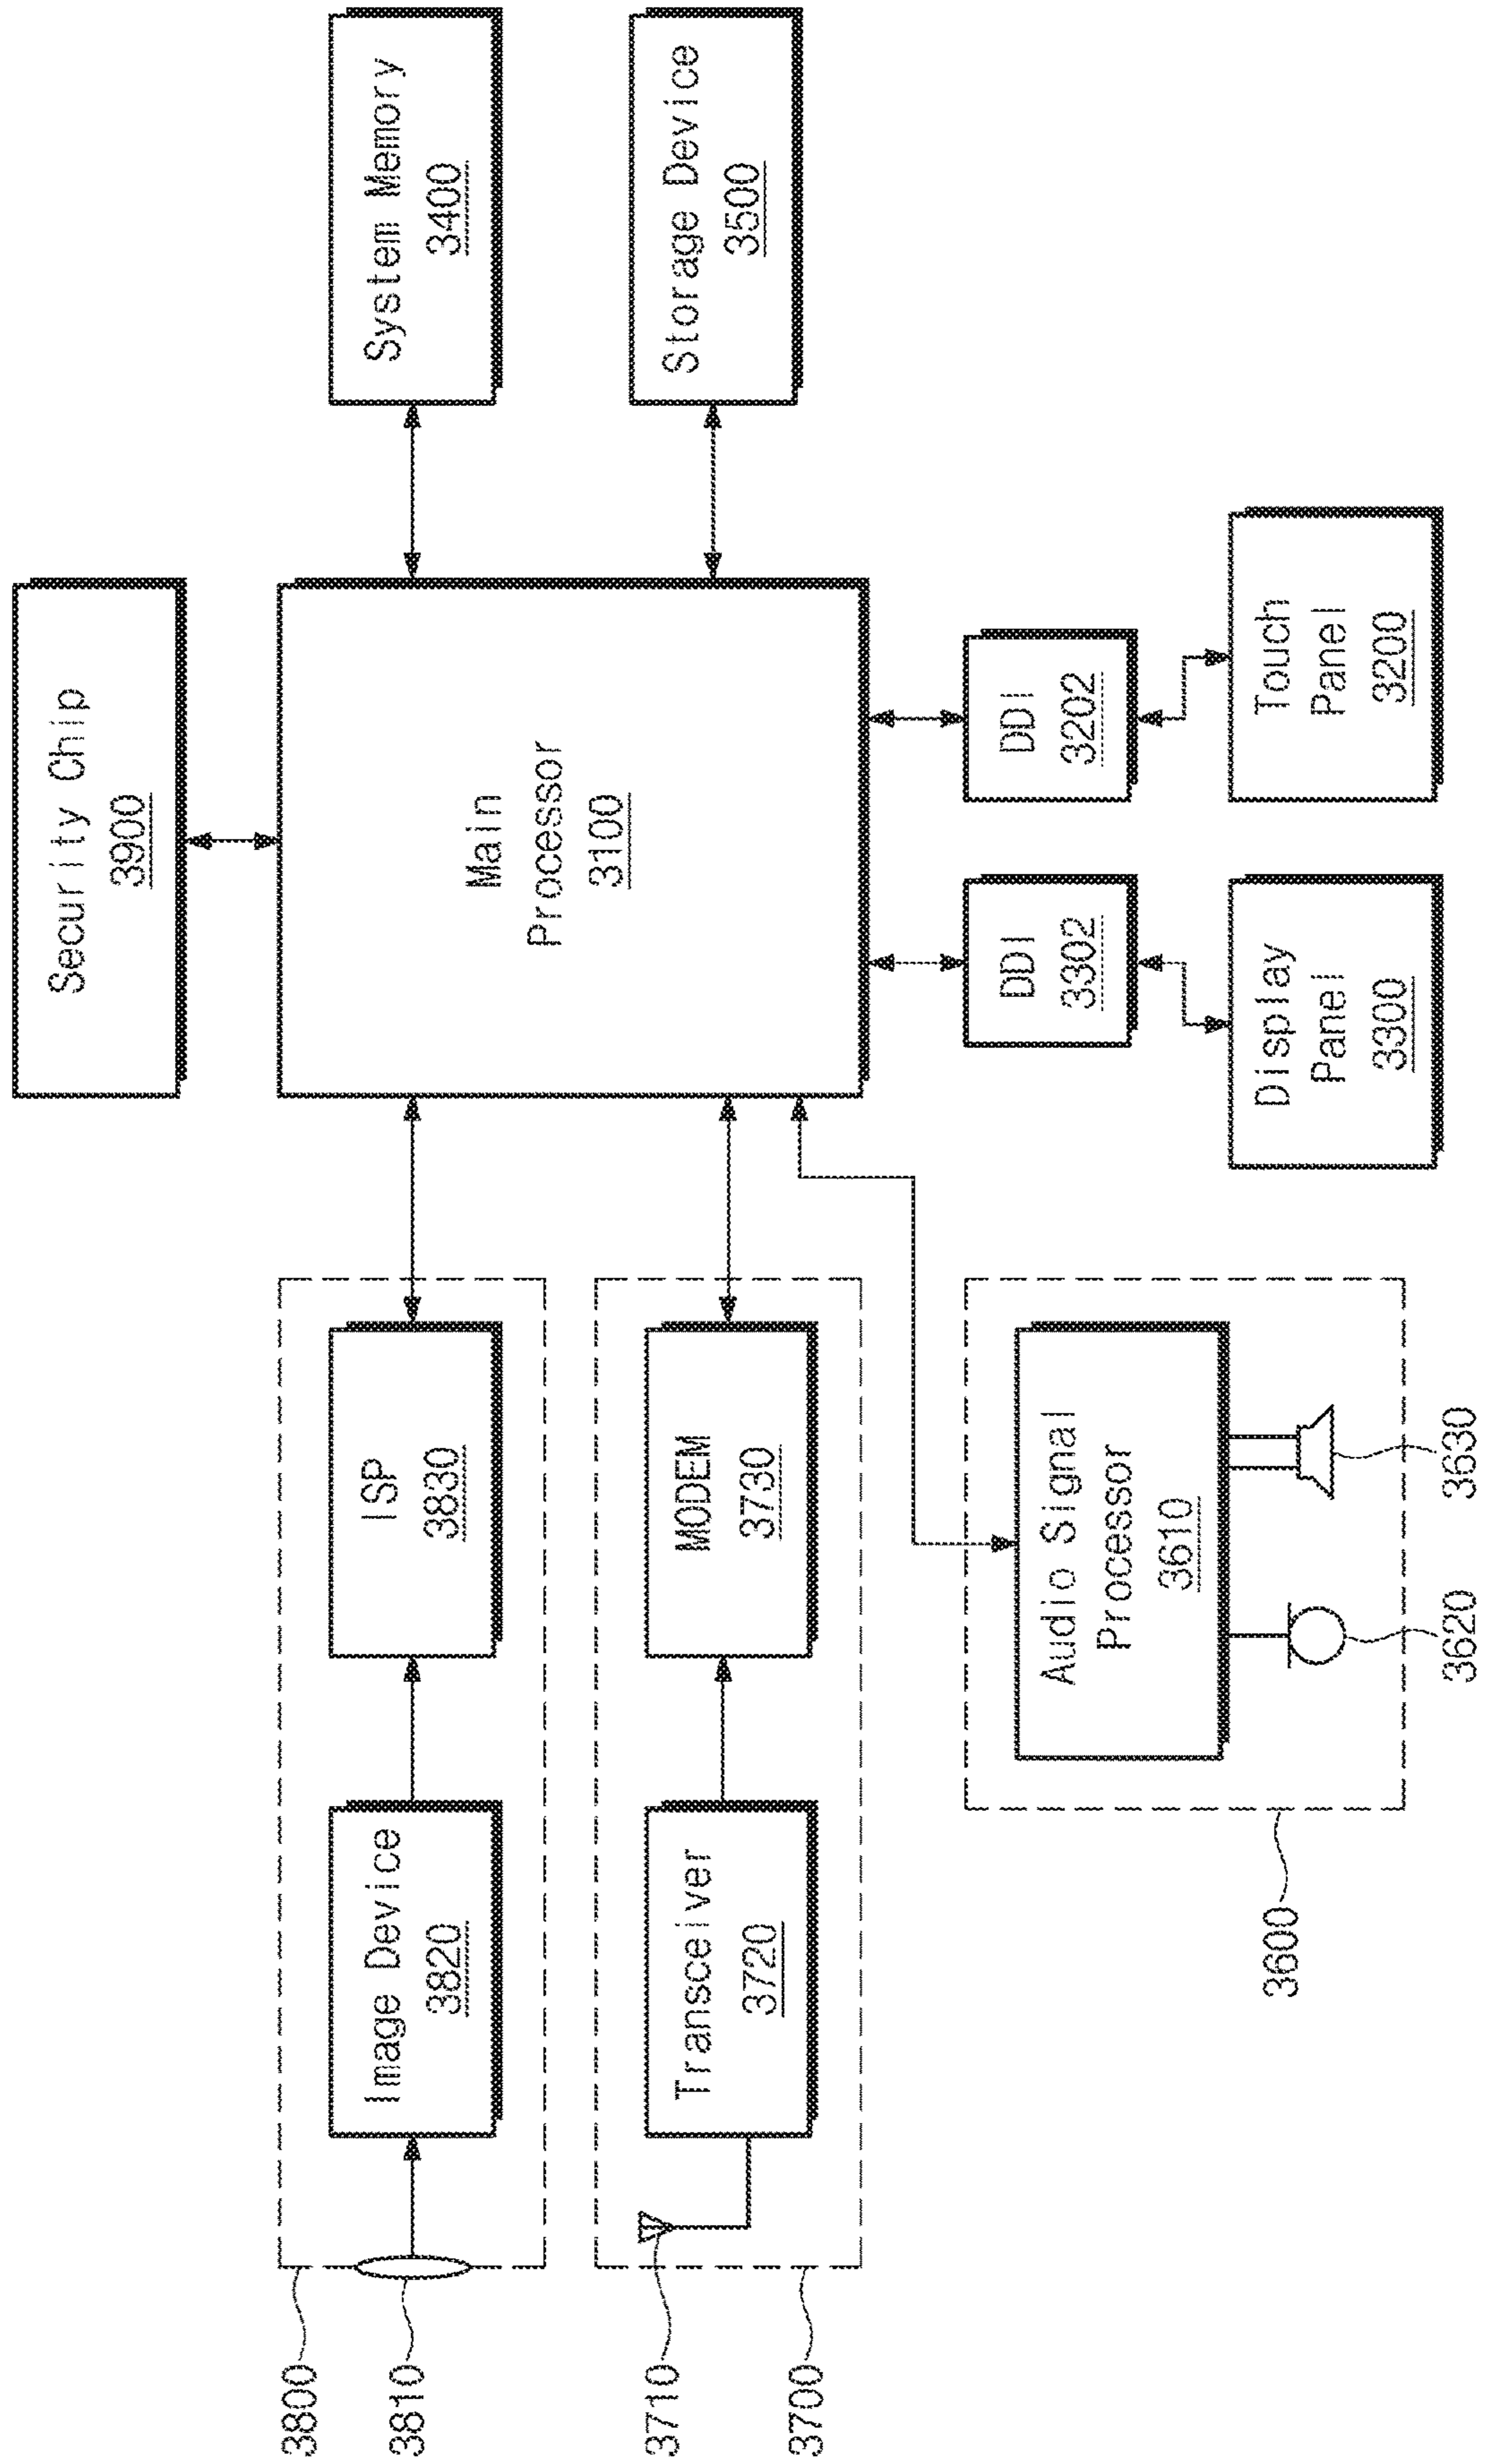 Security Chip
3900
3800
3810
Image Device
3820
ISP
3830
Main
Processor
3100
System Memory
3400
3710
3700
Transceiver
3720
MODEM
3730
Storage Device
3500
3600
Audio Signal
Processor
3610
3620
3630
DDI
3302
DDI
3202
Display
Panel
3300
Touch
Panel
3200